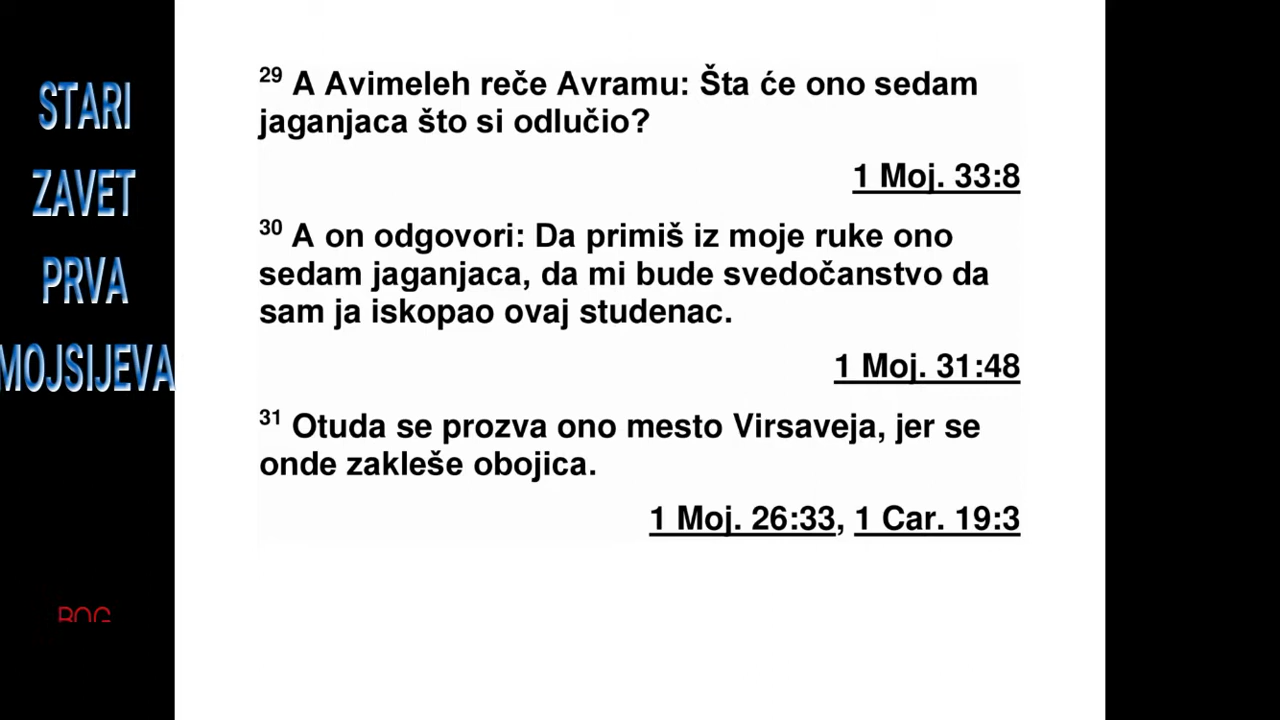 STARI
ZAVET
PRVA
MOJSIJEVA
BOG
29 A Avimeleh reče Avramu: Šta će ono sedam
jaganjaca što si odlučio?
1 Moj. 33:8
30 A on odgovori: Da primiš iz moje ruke ono
sedam jaganjaca, da mi bude svedočanstvo da
sam ja iskopao ovaj studenac.
1 Moj. 31:48
31 Otuda se prozva ono mesto Virsaveja, jer se
onde zakleše obojica.
1 Moj. 26:33, 1 Car. 19:3